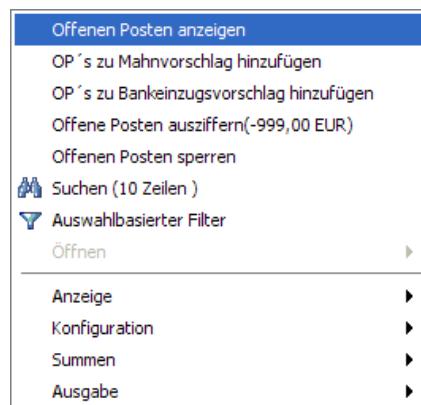 Offenen Posten anzeigen
OP´s zu Mahnvorschlag hinzufügen
OP´s zu Bankeinzugsvorschlag hinzufügen
Offene Posten ausziffern(-999,00 EUR)
Offenen Posten sperren
Suchen (10 Zeilen )
Auswahlbasierter Filter
Öffnen
Anzeige
Konfiguration
Summen
Ausgabe